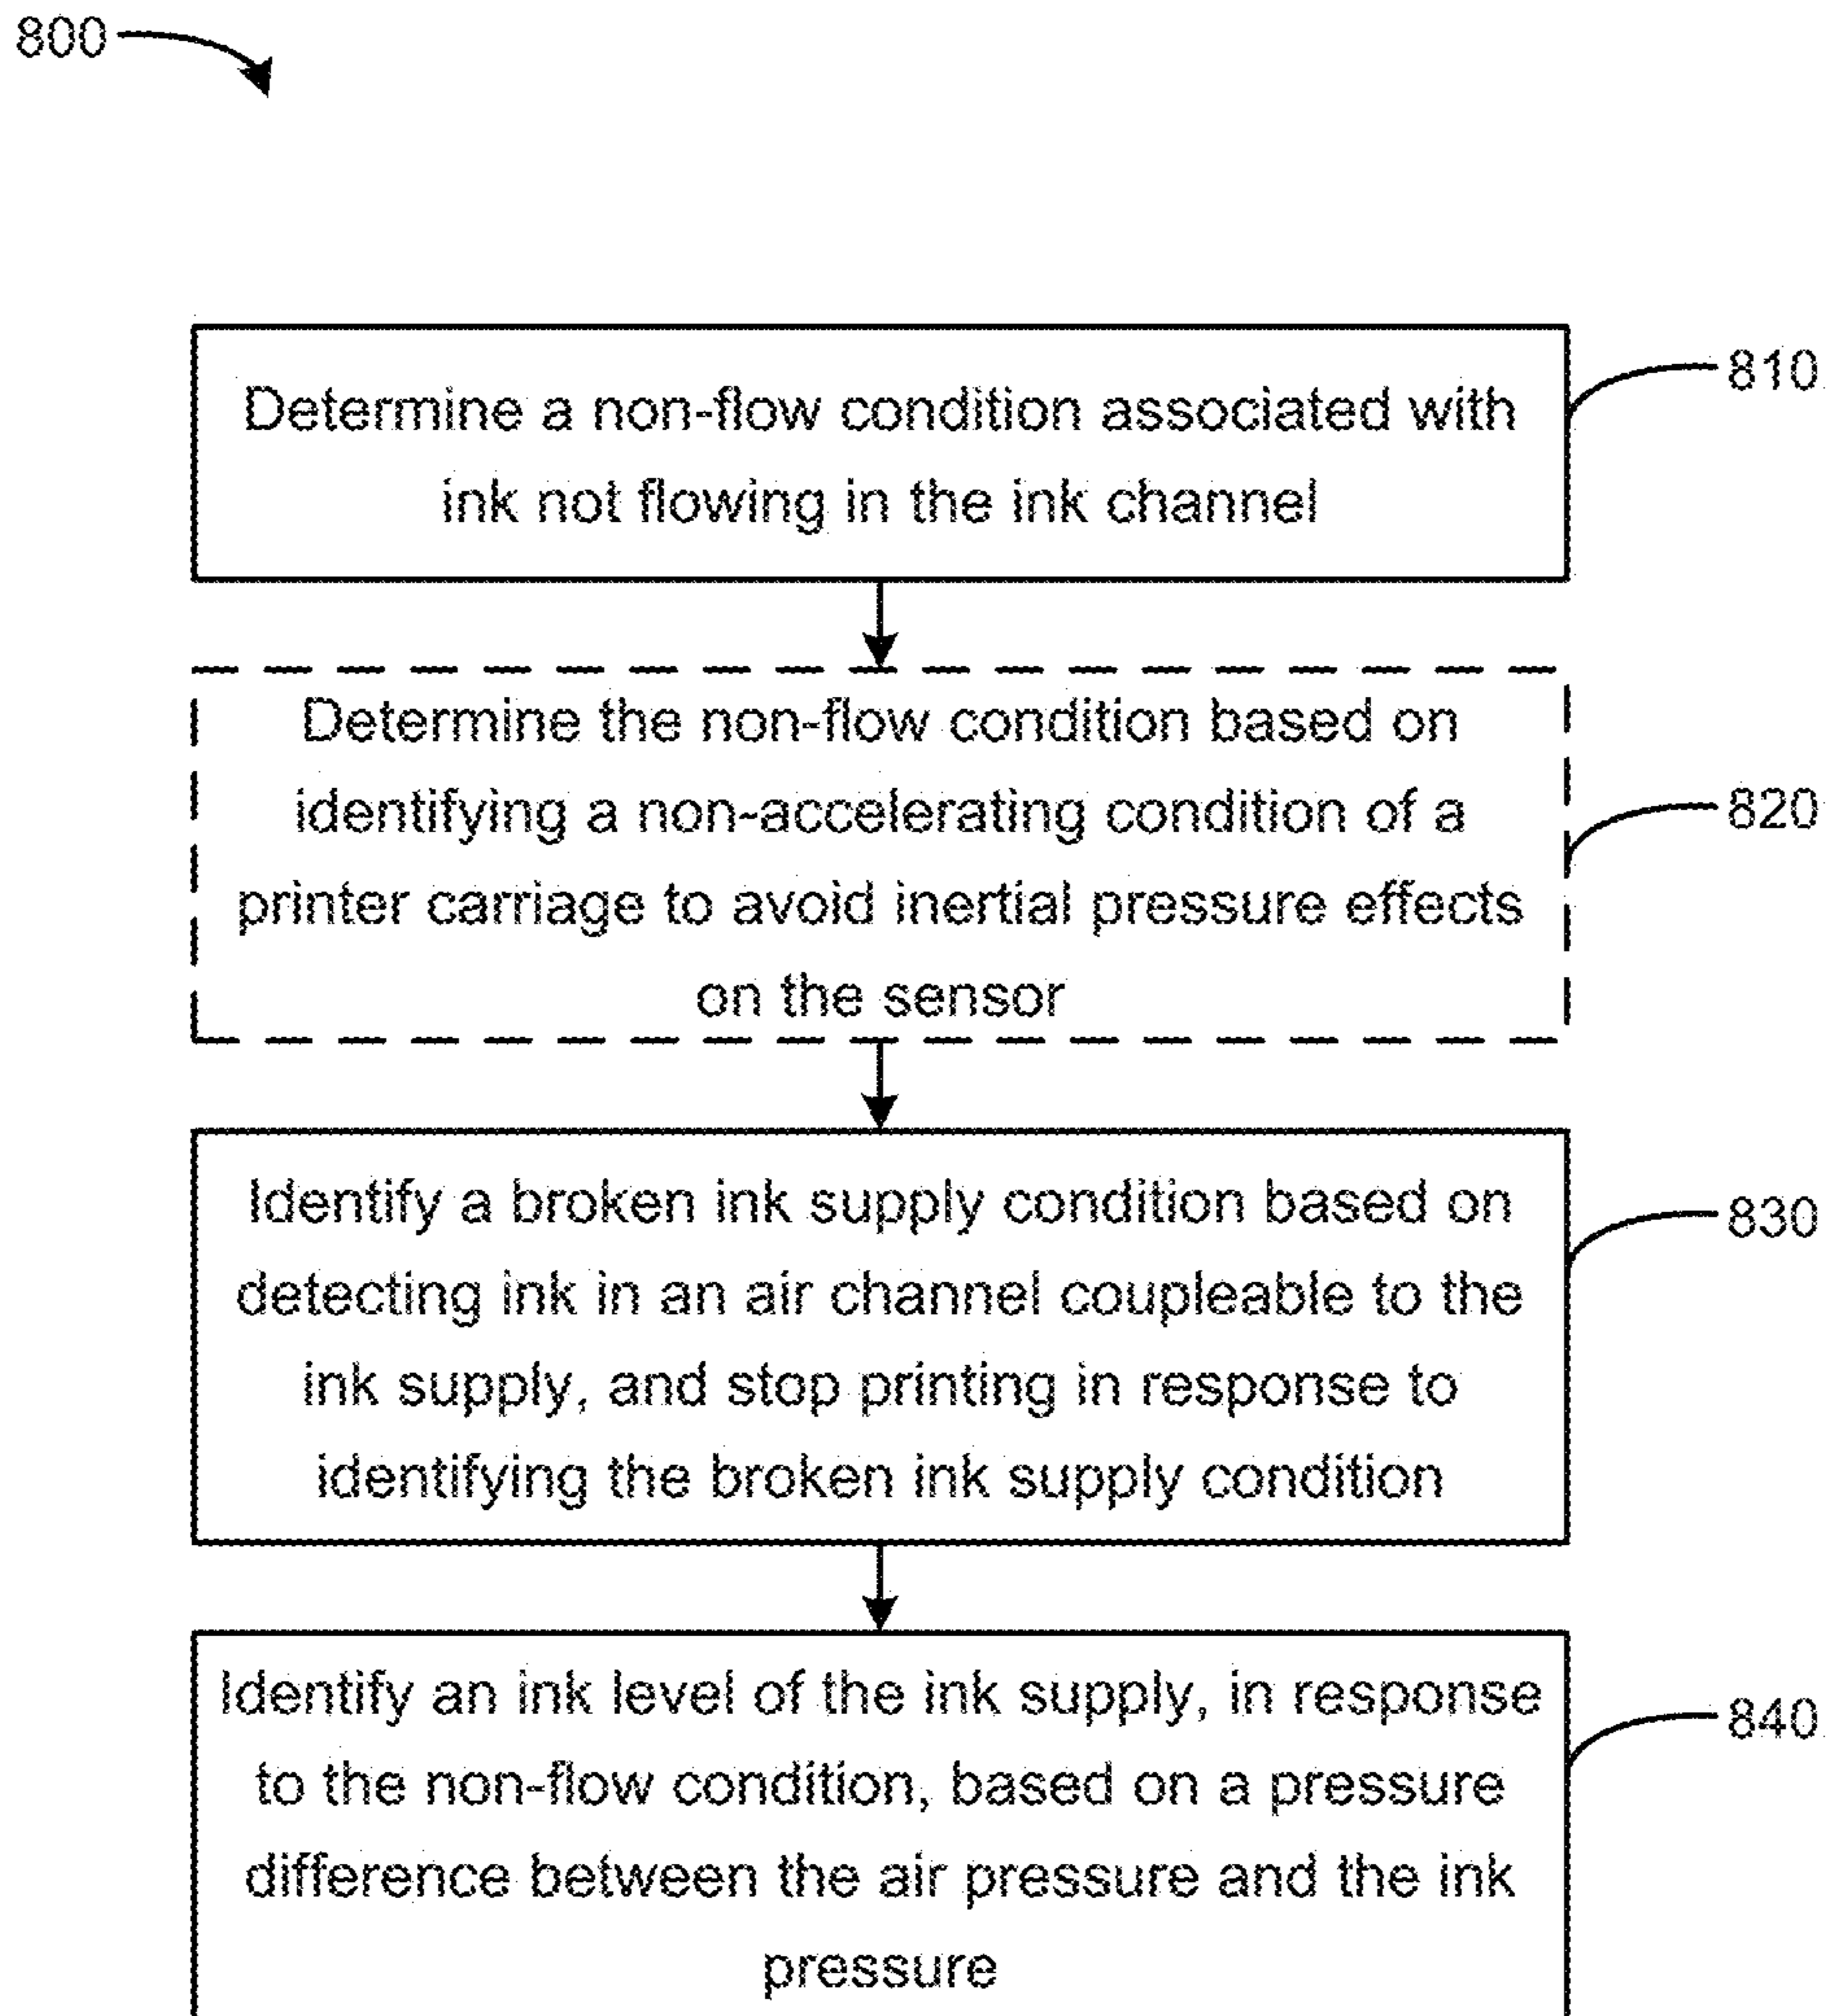 800
Determine a non-flow condition associated with
ink not flowing in the ink channel
810
Determine the non-flow condition based on
identifying a non-accelerating condition of a
printer carriage to avoid inertial pressure effects
on the sensor
820
Identify a broken ink supply condition based on
detecting ink in an air channel coupleable to the
ink supply, and stop printing in response to
identifying the broken ink supply condition
830
Identify an ink level of the ink supply, in response
to the non-flow condition, based on a pressure
difference between the air pressure and the ink
pressure
840